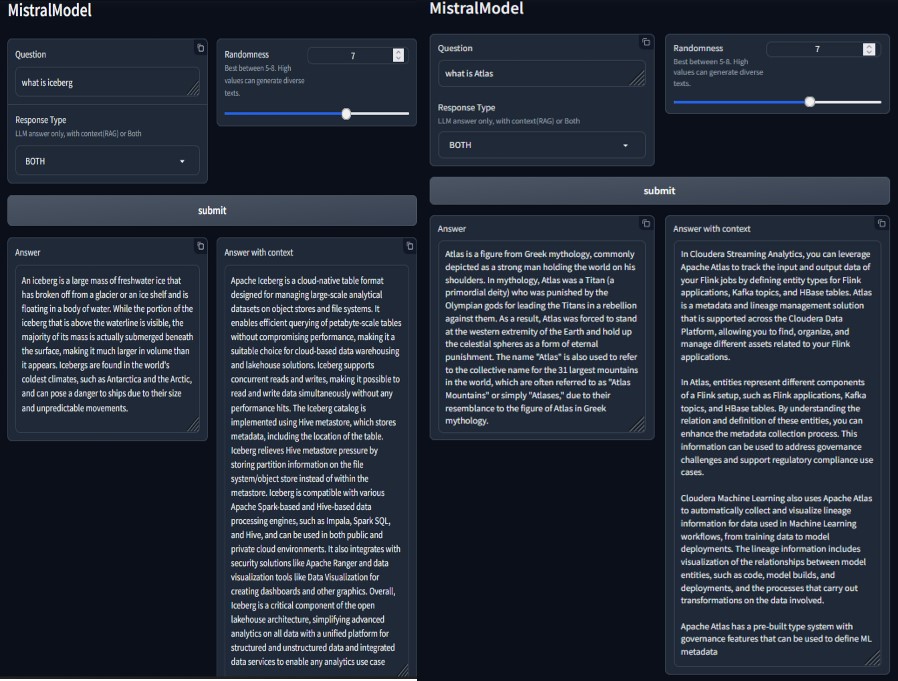 MistralModel
Question
what is iceberg
Response Type
LLM answer only, with context(RAG) or Both
BOTH
Randomness
7
Best between 5-8. High
values can generate diverse
texts.
submit
Answer
An iceberg is a large mass of freshwater ice that
has broken off from a glacier or an ice shelf and is
floating in a body of water. While the portion of the
iceberg that is above the waterline is visible, the
majority of its mass is actually submerged beneath
the surface, making it much larger in volume than
it appears. Icebergs are found in the world's
coldest climates, such as Antarctica and the Arctic,
and can pose a danger to ships due to their size
and unpredictable movements.
Answer with context
Apache Iceberg is a cloud-native table format
designed for managing large-scale analytical
datasets on object stores and file systems. It
enables efficient querying of petabyte-scale tables
without compromising performance, making it a
suitable choice for cloud-based data warehousing
and lakehouse solutions. Iceberg supports
concurrent reads and writes, making it possible to
read and write data simultaneously without any
performance hits. The Iceberg catalog is
implemented using Hive metastore, which stores
metadata, including the location of the table.
Iceberg relieves Hive metastore pressure by
storing partition information on the file
system/object store instead of within the
metastore. Iceberg is compatible with various
Apache Spark-based and Hive-based data
processing engines, such as Impala, Spark SQL,
and Hive, and can be used in both public and
private cloud environments. It also integrates with
security solutions like Apache Ranger and data
visualization tools like Data Visualization for
creating dashboards and other graphics. Overall,
Iceberg is a critical component of the open
lakehouse architecture, simplifying advanced
analytics on all data with a unified platform for
structured and unstructured data and integrated
data services to enable any analytics use case
MistralModel
Question
what is Atlas
Response Type
LLM answer only, with context(RAG) or Both
BOTH
Randomness
7
Best between 5-8. High
values can generate diverse
texts.
submit
Answer
Atlas is a figure from Greek mythology, commonly
depicted as a strong man holding the world on his
shoulders. In mythology, Atlas was a Titan (a
primordial deity) who was punished by the
Olympian gods for leading the Titans in a rebellion
against them. As a result, Atlas was forced to stand
at the western extremity of the Earth and hold up
the celestial spheres as a form of eternal
punishment. The name "Atlas" is also used to refer
to the collective name for the 31 largest mountains
in the world, which are often referred to as "Atlas
Mountains" or simply "Atlases," due to their
resemblance to the figure of Atlas in Greek
mythology.
Answer with context
In Cloudera Streaming Analytics, you can leverage
Apache Atlas to track the input and output data of
your Flink jobs by defining entity types for Flink
applications, Kafka topics, and HBase tables. Atlas
is a metadata and lineage management solution
that is supported across the Cloudera Data
Platform, allowing you to find, organize, and
manage different assets related to your Flink
applications.
In Atlas, entities represent different components
of a Flink setup, such as Flink applications, Kafka
topics, and HBase tables. By understanding the
relation and definition of these entities, you can
enhance the metadata collection process. This
information can be used to address governance
challenges and support regulatory compliance use
cases.
Cloudera Machine Learning also uses Apache Atlas
to automatically collect and visualize lineage
information for data used in Machine Learning
workflows, from training data to model
deployments. The lineage information includes
visualization of the relationships between model
entities, such as code, model builds, and
deployments, and the processes that carry out
transformations on the data involved.
Apache Atlas has a pre-built type system with
governance features that can be used to define ML
metadata